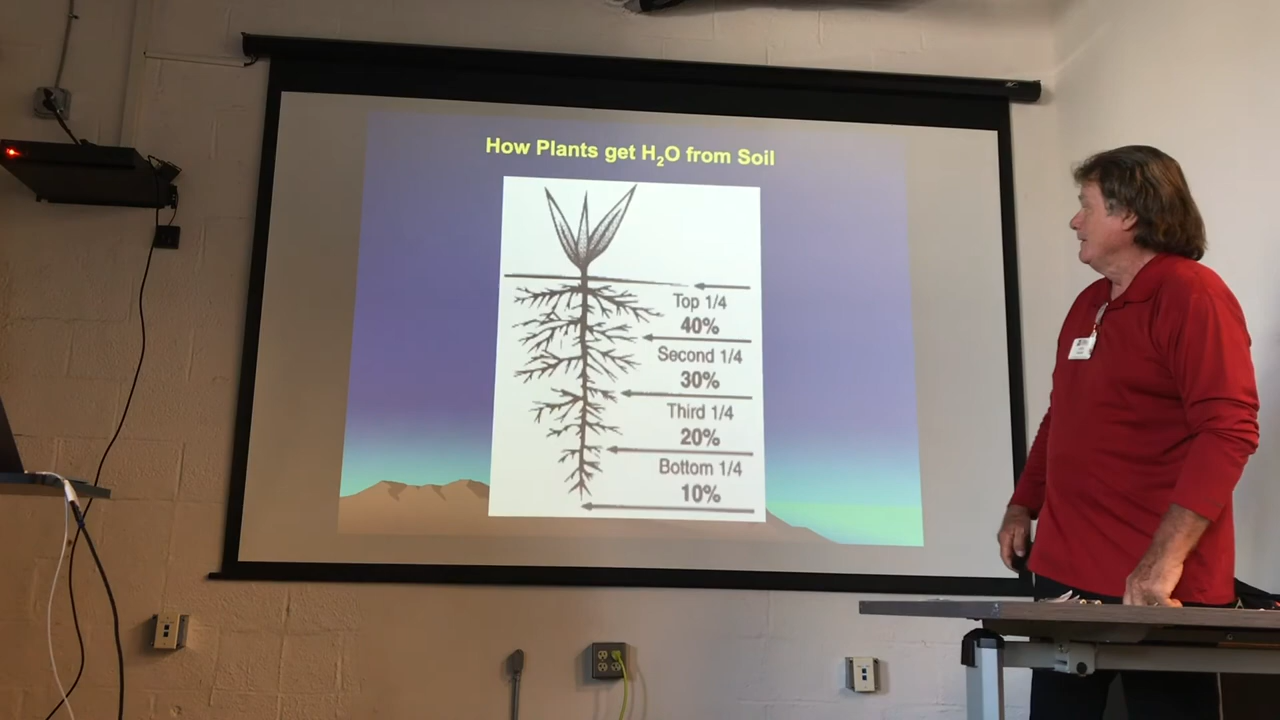 How Plants get H₂O from Soil
Top 1/4
40%
Second 1/4
30%
Third 1/4
20%
Bottom 1/4
10%